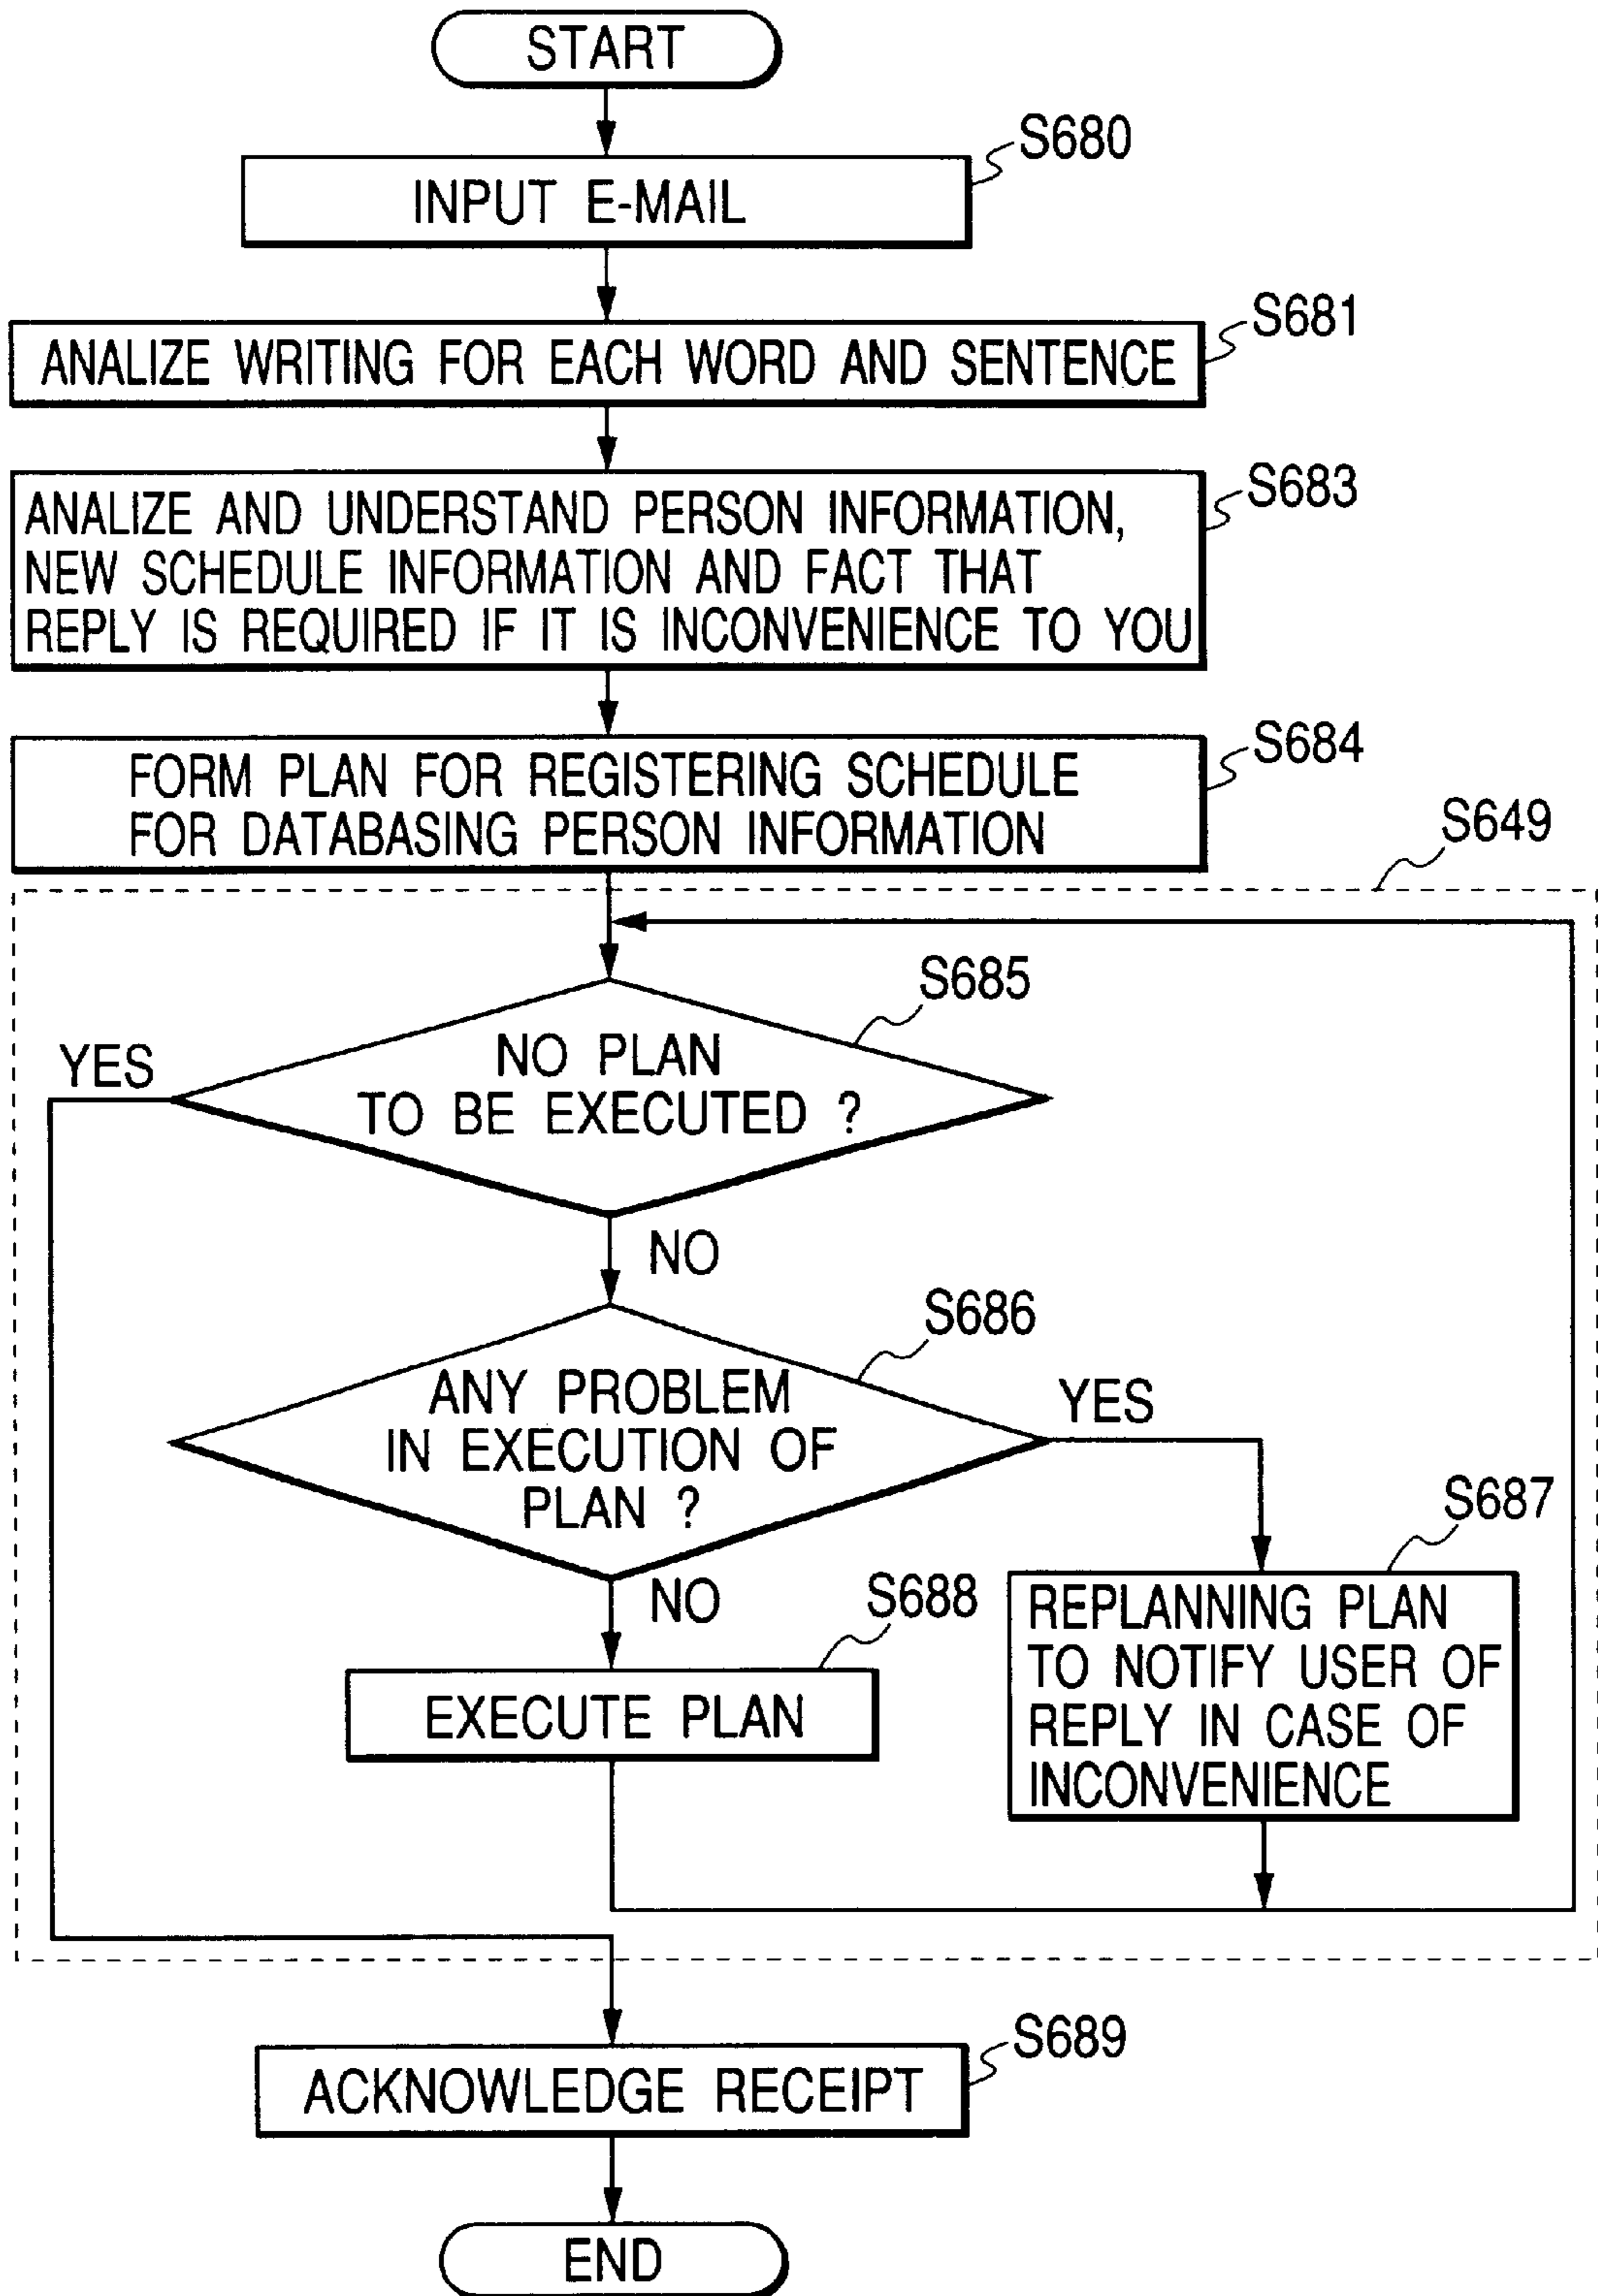 START
S680
INPUT E-MAIL
S681
ANALIZE WRITING FOR EACH WORD AND SENTENCE
S683
ANALIZE AND UNDERSTAND PERSON INFORMATION,
NEW SCHEDULE INFORMATION AND FACT THAT
REPLY IS REQUIRED IF IT IS INCONVENIENCE TO YOU
S684
FORM PLAN FOR REGISTERING SCHEDULE
FOR DATABASING PERSON INFORMATION
S649
S685
YES
NO PLAN
TO BE EXECUTED ?
NO
S686
ANY PROBLEM
IN EXECUTION OF
PLAN ?
YES
NO
S687
REPLANNING PLAN
TO NOTIFY USER OF
REPLY IN CASE OF
INCONVENIENCE
S688
EXECUTE PLAN
S689
ACKNOWLEDGE RECEIPT
END